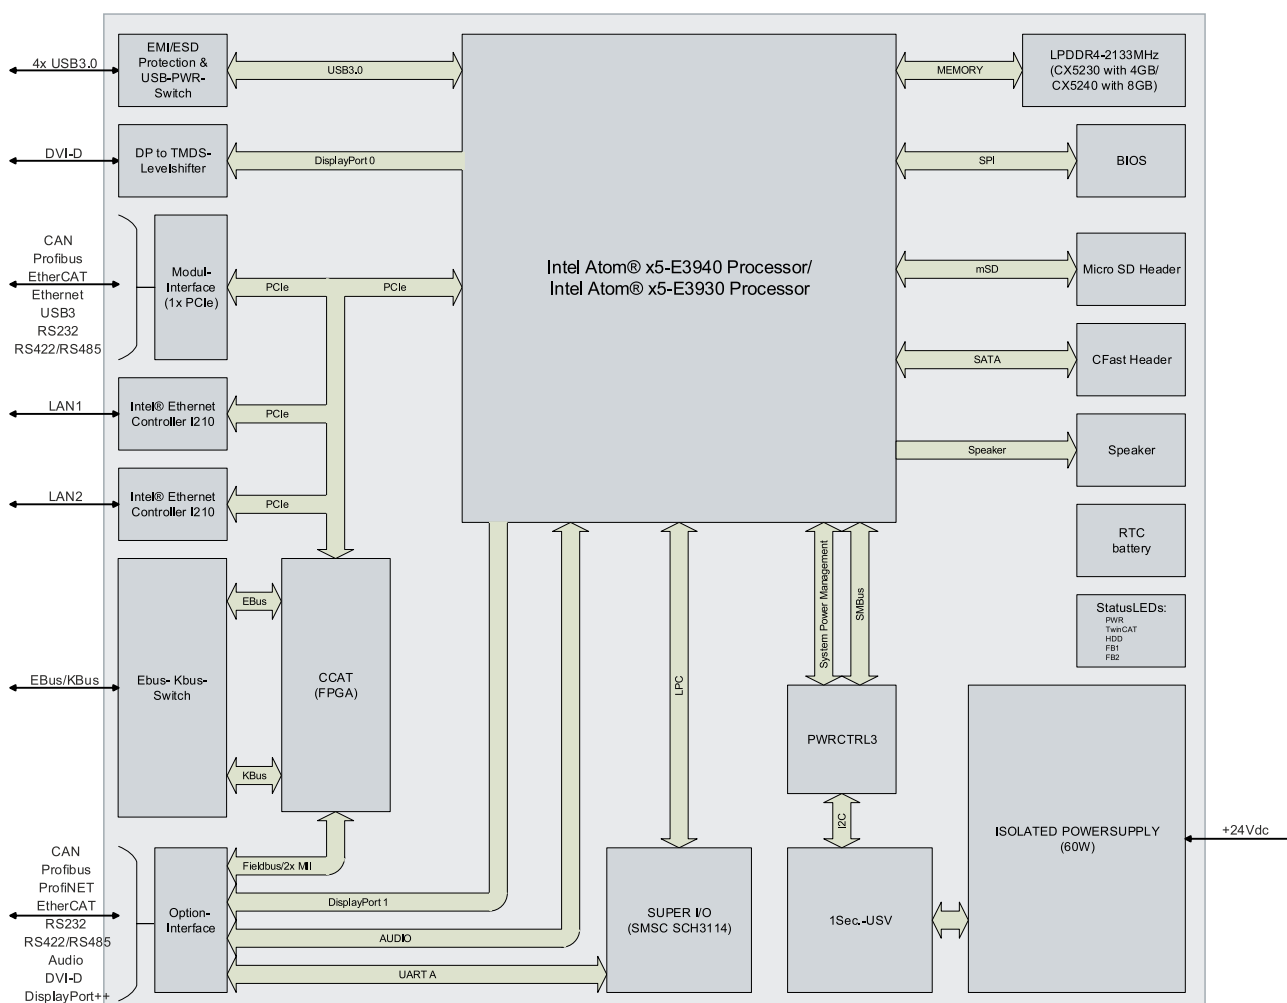 4x USB3.0
EMI/ESD
Protection &
USB-PWR-
Switch
USB3.0
MEMORY
LPDDR4-2133MHz
(CX5230 with 4GB/
CX5240 with 8GB)
DVI-D
DP to TMDS-
Levelshifter
DisplayPort 0
SPI
BIOS
CAN
Profibus
EtherCAT
Ethernet
USB3
RS232
RS422/RS485
Modul-
Interface
(1x PCIe)
PCIe
PCIe
Intel Atom® x5-E3940 Processor/
Intel Atom® x5-E3930 Processor
mSD
Micro SD Header
SATA
CFast Header
LAN1
Intel® Ethernet
Controller I210
PCIe
Speaker
Speaker
LAN2
Intel® Ethernet
Controller I210
PCIe
RTC
battery
StatusLEDs:
PWR
TwinCAT
HDD
FB1
FB2
EBus/KBus
Ebus- Kbus-
Switch
EBus
KBus
CCAT
(FPGA)
LPC
System Power Management
SMBus
PWRCTRL3
I2C
ISOLATED POWERSUPPLY
(60W)
+24Vdc
CAN
Profibus
ProfiNET
EtherCAT
RS232
RS422/RS485
Audio
DVI-D
DisplayPort++
Option-
Interface
Fieldbus/2x MII
DisplayPort 1
AUDIO
UART A
SUPER I/O
(SMSC SCH3114)
1Sec.-USV